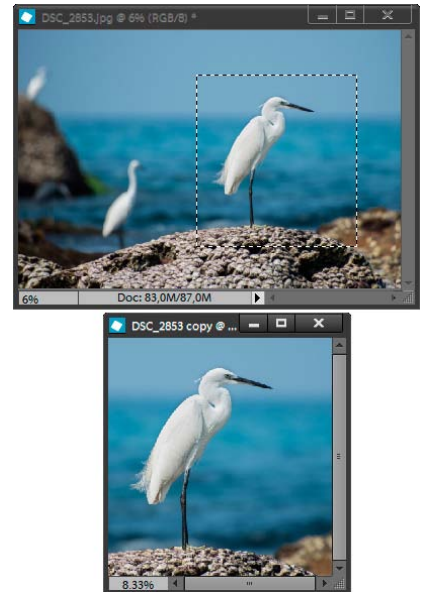 DSC_2853.jpg @ 6% (RGB/8) *
6%
Doc: 83,0M/87,0M
DSC_2853 copy @ ...
8.33%